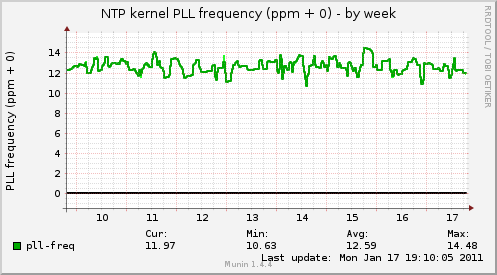 NTP kernel PLL frequency (ppm + 0) - by week
RRDTOOL / TOBI OETIKER
PLL frequency (ppm + 0)
14
12
10
8
6
4
2
0
10 11 12 13 14 15 16 17
Cur: Min: Avg: Max:
pll-freq 11.97 10.63 12.59 14.48
Last update: Mon Jan 17 19:10:05 2011
Munin 1.4.4